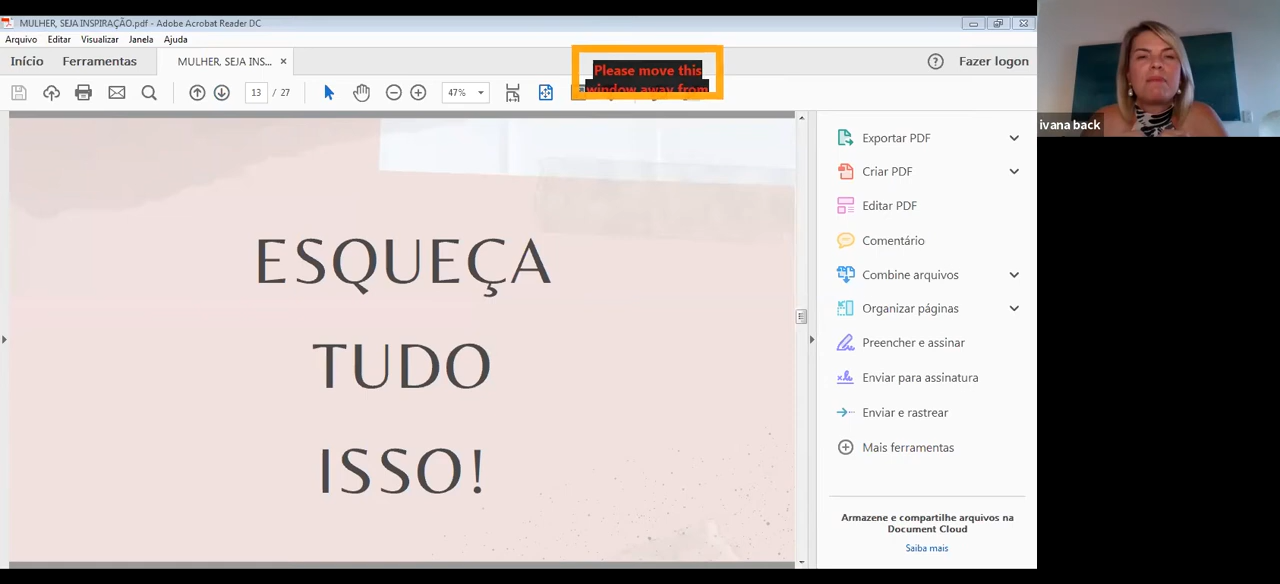 MULHER, SEJA INSPIRAÇÃO.pdf - Adobe Acrobat Reader DC
Arquivo Editar Visualizar Janela Ajuda
Início Ferramentas MULHER, SEJA INS... × Fazer logon
Please move this
window away from
13 / 27 47%
ivana back
ESQUEÇA
TUDO
ISSO!
Exportar PDF
Criar PDF
Editar PDF
Comentário
Combine arquivos
Organizar páginas
Preencher e assinar
Enviar para assinatura
Enviar e rastrear
Mais ferramentas
Armazene e compartilhe arquivos na
Document Cloud
Saiba mais